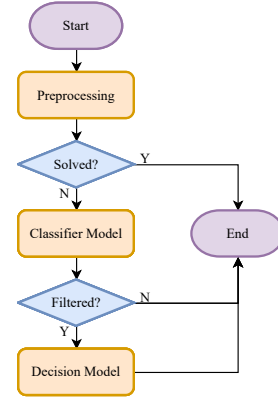 Start
Preprocessing
Solved?
Y
N
Classifier Model
End
Filtered?
N
Y
Decision Model